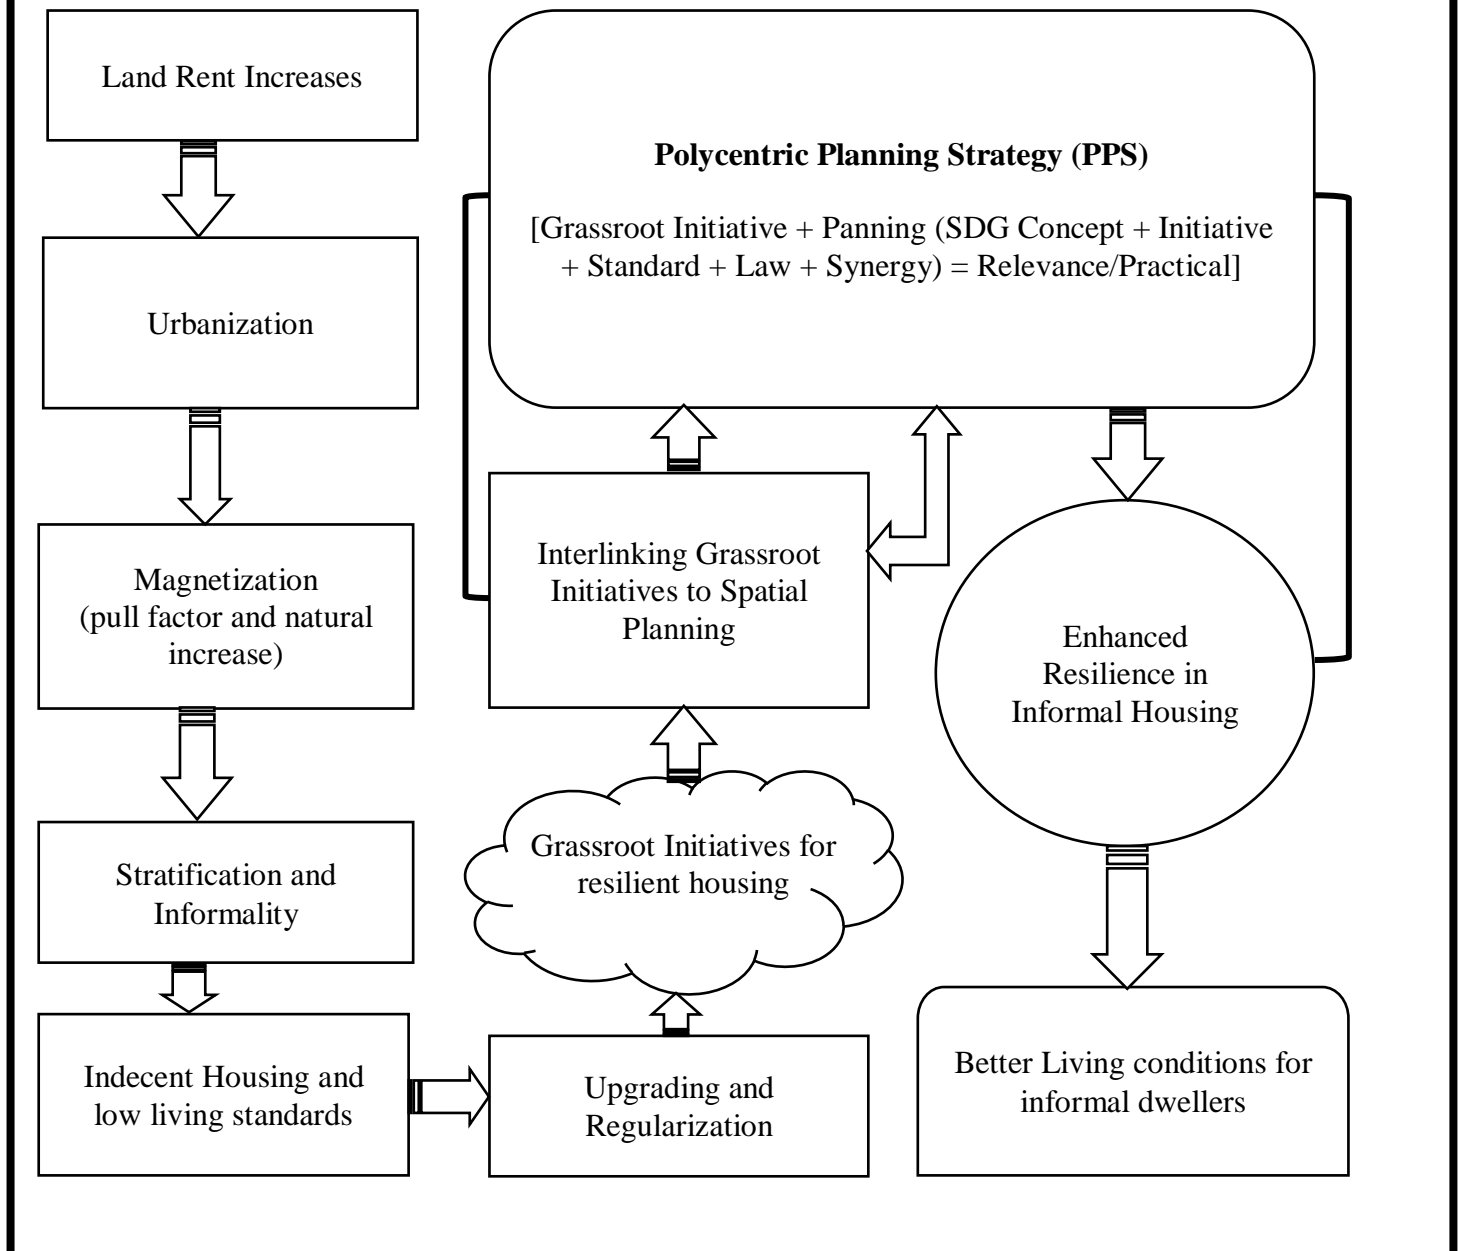 Land Rent Increases
Urbanization
Magnetization
(pull factor and natural
increase)
Stratification and
Informality
Indecent Housing and
low living standards
Upgrading and
Regularization
Grassroot Initiatives for
resilient housing
Interlinking Grassroot
Initiatives to Spatial
Planning
Polycentric Planning Strategy (PPS)
[Grassroot Initiative + Panning (SDG Concept + Initiative
+ Standard + Law + Synergy) = Relevance/Practical]
Enhanced
Resilience in
Informal Housing
Better Living conditions for
informal dwellers